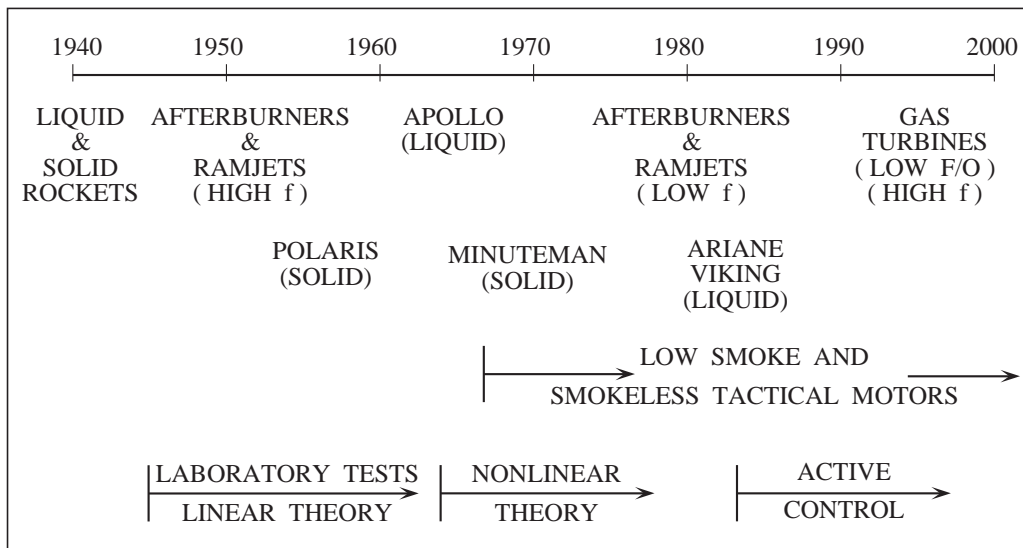 1940 1950 1960 1970 1980 1990 2000
LIQUID
&
SOLID
ROCKETS
AFTERBURNERS
&
RAMJETS
( HIGH f )
APOLLO
(LIQUID)
AFTERBURNERS
&
RAMJETS
( LOW f )
GAS
TURBINES
( LOW F/O )
( HIGH f )
POLARIS
(SOLID)
MINUTEMAN
(SOLID)
ARIANE
VIKING
(LIQUID)
LOW SMOKE AND
SMOKELESS TACTICAL MOTORS
LABORATORY TESTS
LINEAR THEORY
NONLINEAR
THEORY
ACTIVE
CONTROL